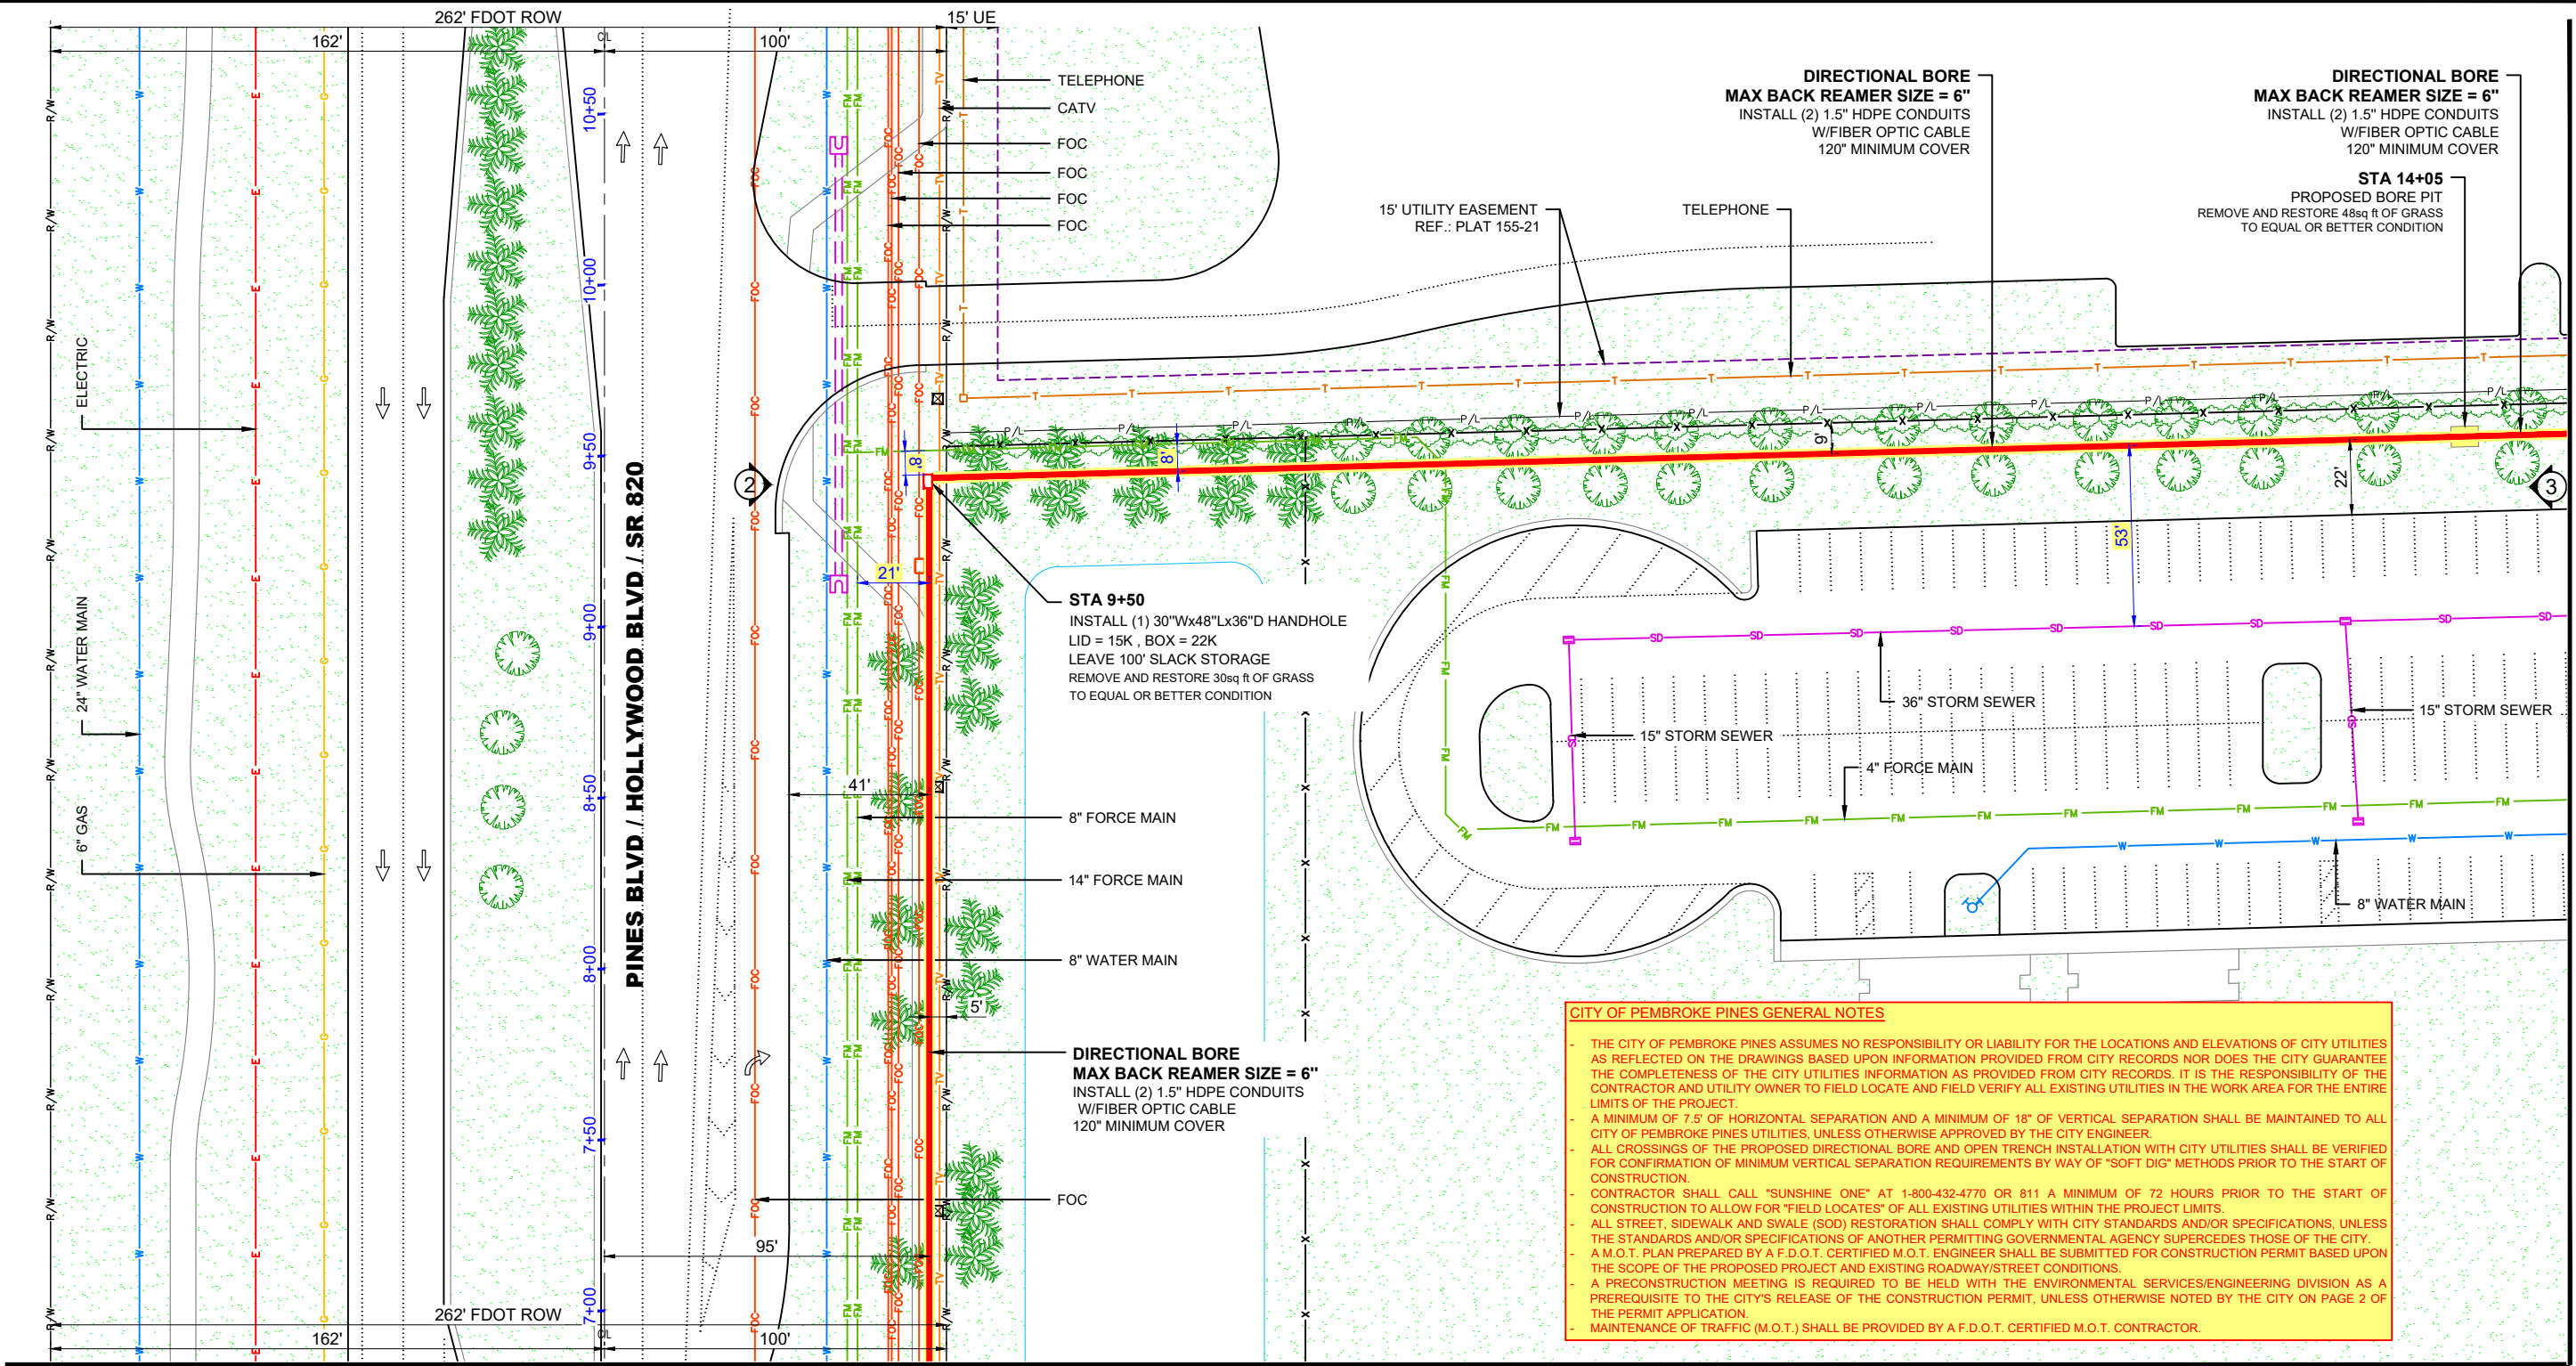 262' FDOT ROW
15' UE
162'
C/L
100'
TELEPHONE
CATV
FOC
FOC
FOC
FOC
DIRECTIONAL BORE
MAX BACK REAMER SIZE = 6"
INSTALL (2) 1.5" HDPE CONDUITS
W/FIBER OPTIC CABLE
120" MINIMUM COVER
DIRECTIONAL BORE
MAX BACK REAMER SIZE = 6"
INSTALL (2) 1.5" HDPE CONDUITS
W/FIBER OPTIC CABLE
120" MINIMUM COVER
STA 14+05
PROPOSED BORE PIT
REMOVE AND RESTORE 48sq ft OF GRASS
TO EQUAL OR BETTER CONDITION
15' UTILITY EASEMENT
REF.: PLAT 155-21
TELEPHONE
10+50
10+00
9+50
9+00
8+50
8+00
7+50
7+00
ELECTRIC
24" WATER MAIN
6" GAS
PINES BLVD / HOLLYWOOD BLVD / SR 820
2
3
8'
8'
9'
22'
53'
21'
STA 9+50
INSTALL (1) 30"Wx48"Lx36"D HANDHOLE
LID = 15K , BOX = 22K
LEAVE 100' SLACK STORAGE
REMOVE AND RESTORE 30sq ft OF GRASS
TO EQUAL OR BETTER CONDITION
36" STORM SEWER
15" STORM SEWER
15" STORM SEWER
4" FORCE MAIN
8" WATER MAIN
41'
8" FORCE MAIN
14" FORCE MAIN
8" WATER MAIN
5'
DIRECTIONAL BORE
MAX BACK REAMER SIZE = 6"
INSTALL (2) 1.5" HDPE CONDUITS
W/FIBER OPTIC CABLE
120" MINIMUM COVER
FOC
95'
262' FDOT ROW
162'
C/L
100'
CITY OF PEMBROKE PINES GENERAL NOTES
- THE CITY OF PEMBROKE PINES ASSUMES NO RESPONSIBILITY OR LIABILITY FOR THE LOCATIONS AND ELEVATIONS OF CITY UTILITIES
AS REFLECTED ON THE DRAWINGS BASED UPON INFORMATION PROVIDED FROM CITY RECORDS NOR DOES THE CITY GUARANTEE
THE COMPLETENESS OF THE CITY UTILITIES INFORMATION AS PROVIDED FROM CITY RECORDS. IT IS THE RESPONSIBILITY OF THE
CONTRACTOR AND UTILITY OWNER TO FIELD LOCATE AND FIELD VERIFY ALL EXISTING UTILITIES IN THE WORK AREA FOR THE ENTIRE
LIMITS OF THE PROJECT.
- A MINIMUM OF 7.5' OF HORIZONTAL SEPARATION AND A MINIMUM OF 18" OF VERTICAL SEPARATION SHALL BE MAINTAINED TO ALL
CITY OF PEMBROKE PINES UTILITIES, UNLESS OTHERWISE APPROVED BY THE CITY ENGINEER.
- ALL CROSSINGS OF THE PROPOSED DIRECTIONAL BORE AND OPEN TRENCH INSTALLATION WITH CITY UTILITIES SHALL BE VERIFIED
FOR CONFIRMATION OF MINIMUM VERTICAL SEPARATION REQUIREMENTS BY WAY OF "SOFT DIG" METHODS PRIOR TO THE START OF
CONSTRUCTION.
- CONTRACTOR SHALL CALL "SUNSHINE ONE" AT 1-800-432-4770 OR 811 A MINIMUM OF 72 HOURS PRIOR TO THE START OF
CONSTRUCTION TO ALLOW FOR "FIELD LOCATES" OF ALL EXISTING UTILITIES WITHIN THE PROJECT LIMITS.
- ALL STREET, SIDEWALK AND SWALE (SOD) RESTORATION SHALL COMPLY WITH CITY STANDARDS AND/OR SPECIFICATIONS, UNLESS
THE STANDARDS AND/OR SPECIFICATIONS OF ANOTHER PERMITTING GOVERNMENTAL AGENCY SUPERCEDES THOSE OF THE CITY.
- A M.O.T. PLAN PREPARED BY A F.D.O.T. CERTIFIED M.O.T. ENGINEER SHALL BE SUBMITTED FOR CONSTRUCTION PERMIT BASED UPON
THE SCOPE OF THE PROPOSED PROJECT AND EXISTING ROADWAY/STREET CONDITIONS.
- A PRECONSTRUCTION MEETING IS REQUIRED TO BE HELD WITH THE ENVIRONMENTAL SERVICES/ENGINEERING DIVISION AS A
PREREQUISITE TO THE CITY'S RELEASE OF THE CONSTRUCTION PERMIT, UNLESS OTHERWISE NOTED BY THE CITY ON PAGE 2 OF
THE PERMIT APPLICATION.
- MAINTENANCE OF TRAFFIC (M.O.T.) SHALL BE PROVIDED BY A F.D.O.T. CERTIFIED M.O.T. CONTRACTOR.